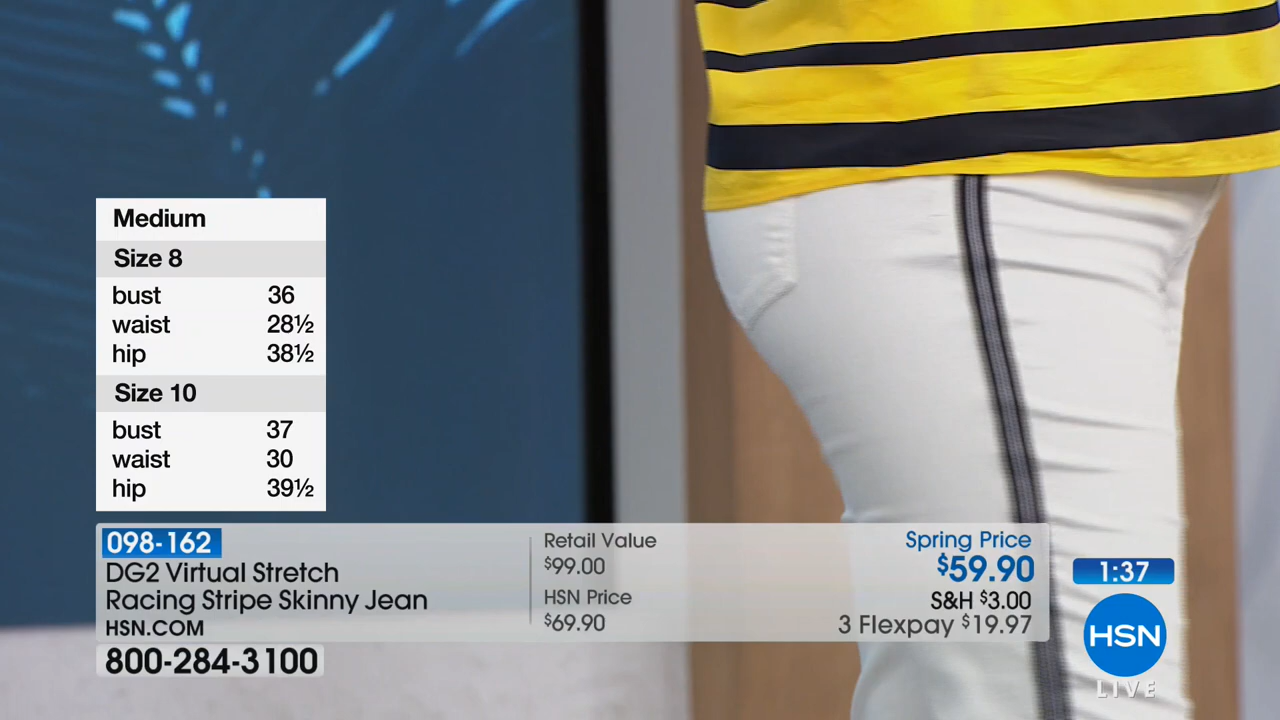 Medium
Size 8
bust 36
waist 28½
hip 38½
Size 10
bust 37
waist 30
hip 39½
098-162
DG2 Virtual Stretch
Racing Stripe Skinny Jean
HSN.COM
800-284-3100
Retail Value
$99.00
HSN Price
$69.90
Spring Price
$59.90
S&H $3.00
3 Flexpay $19.97
1:37
HSN
LIVE